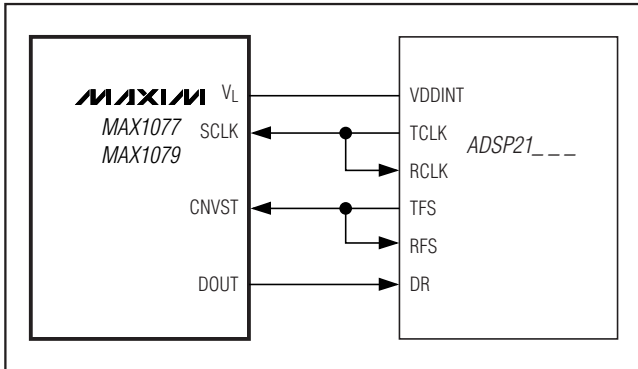 MAXIM
MAX1077
MAX1079
VL
SCLK
CNVST
DOUT
VDDINT
TCLK
RCLK
TFS
RFS
DR
ADSP21_ _ _